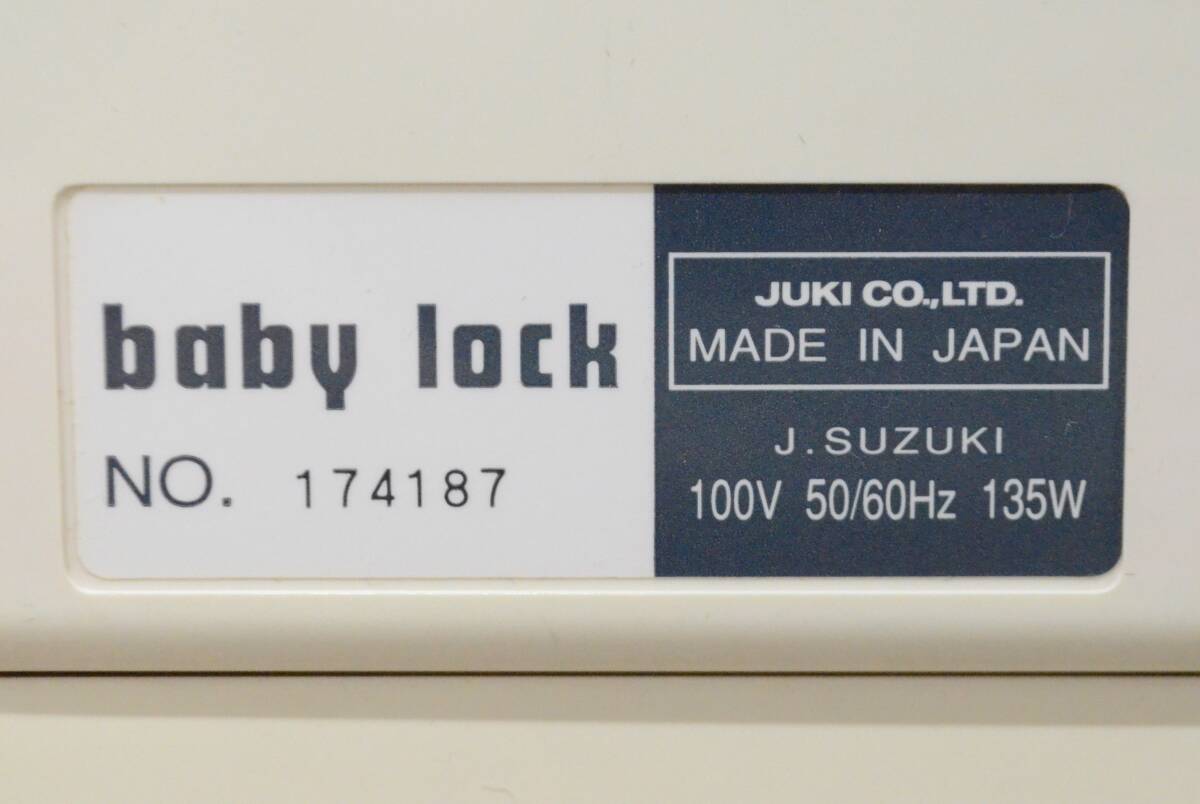 baby lock
NO. 174187
JUKI CO.,LTD.
MADE IN JAPAN
J.SUZUKI
100V 50/60Hz 135W